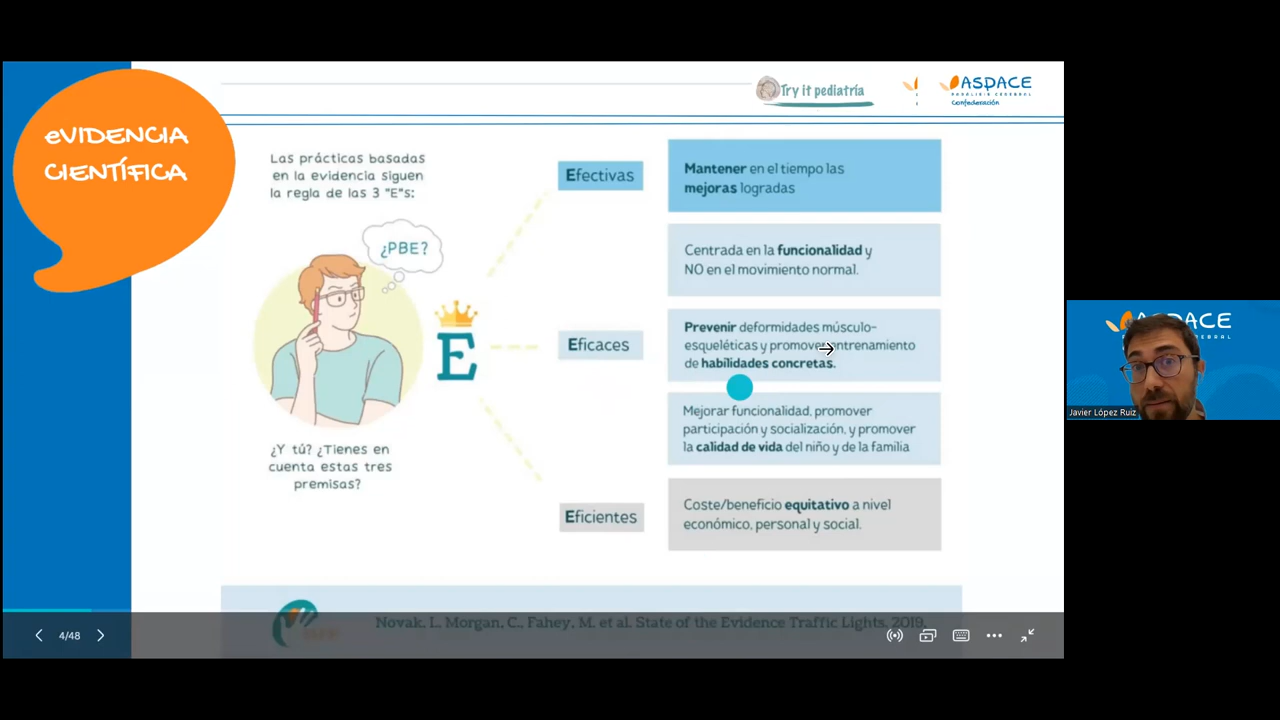 eVIDENCIA
CIENTÍFICA
Try it pediatría
ASPACE
PARÁLISIS CEREBRAL
Confederación
Las prácticas basadas
en la evidencia siguen
la regla de las 3 "E"s:
¿PBE?
E
¿Y tú? ¿Tienes en
cuenta estas tres
premisas?
Efectivas
Mantener en el tiempo las
mejoras logradas
Eficaces
Centrada en la funcionalidad y
NO en el movimiento normal.
Prevenir deformidades músculo-
esqueléticas y promover entrenamiento
de habilidades concretas.
Mejorar funcionalidad, promover
participación y socialización, y promover
la calidad de vida del niño y de la familia
Eficientes
Coste/beneficio equitativo a nivel
económico, personal y social.
Novak, I., Morgan, C., Fahey, M. et al. State of the Evidence Traffic Lights. 2019.
4/48
ASPACE
Javier López Ruiz